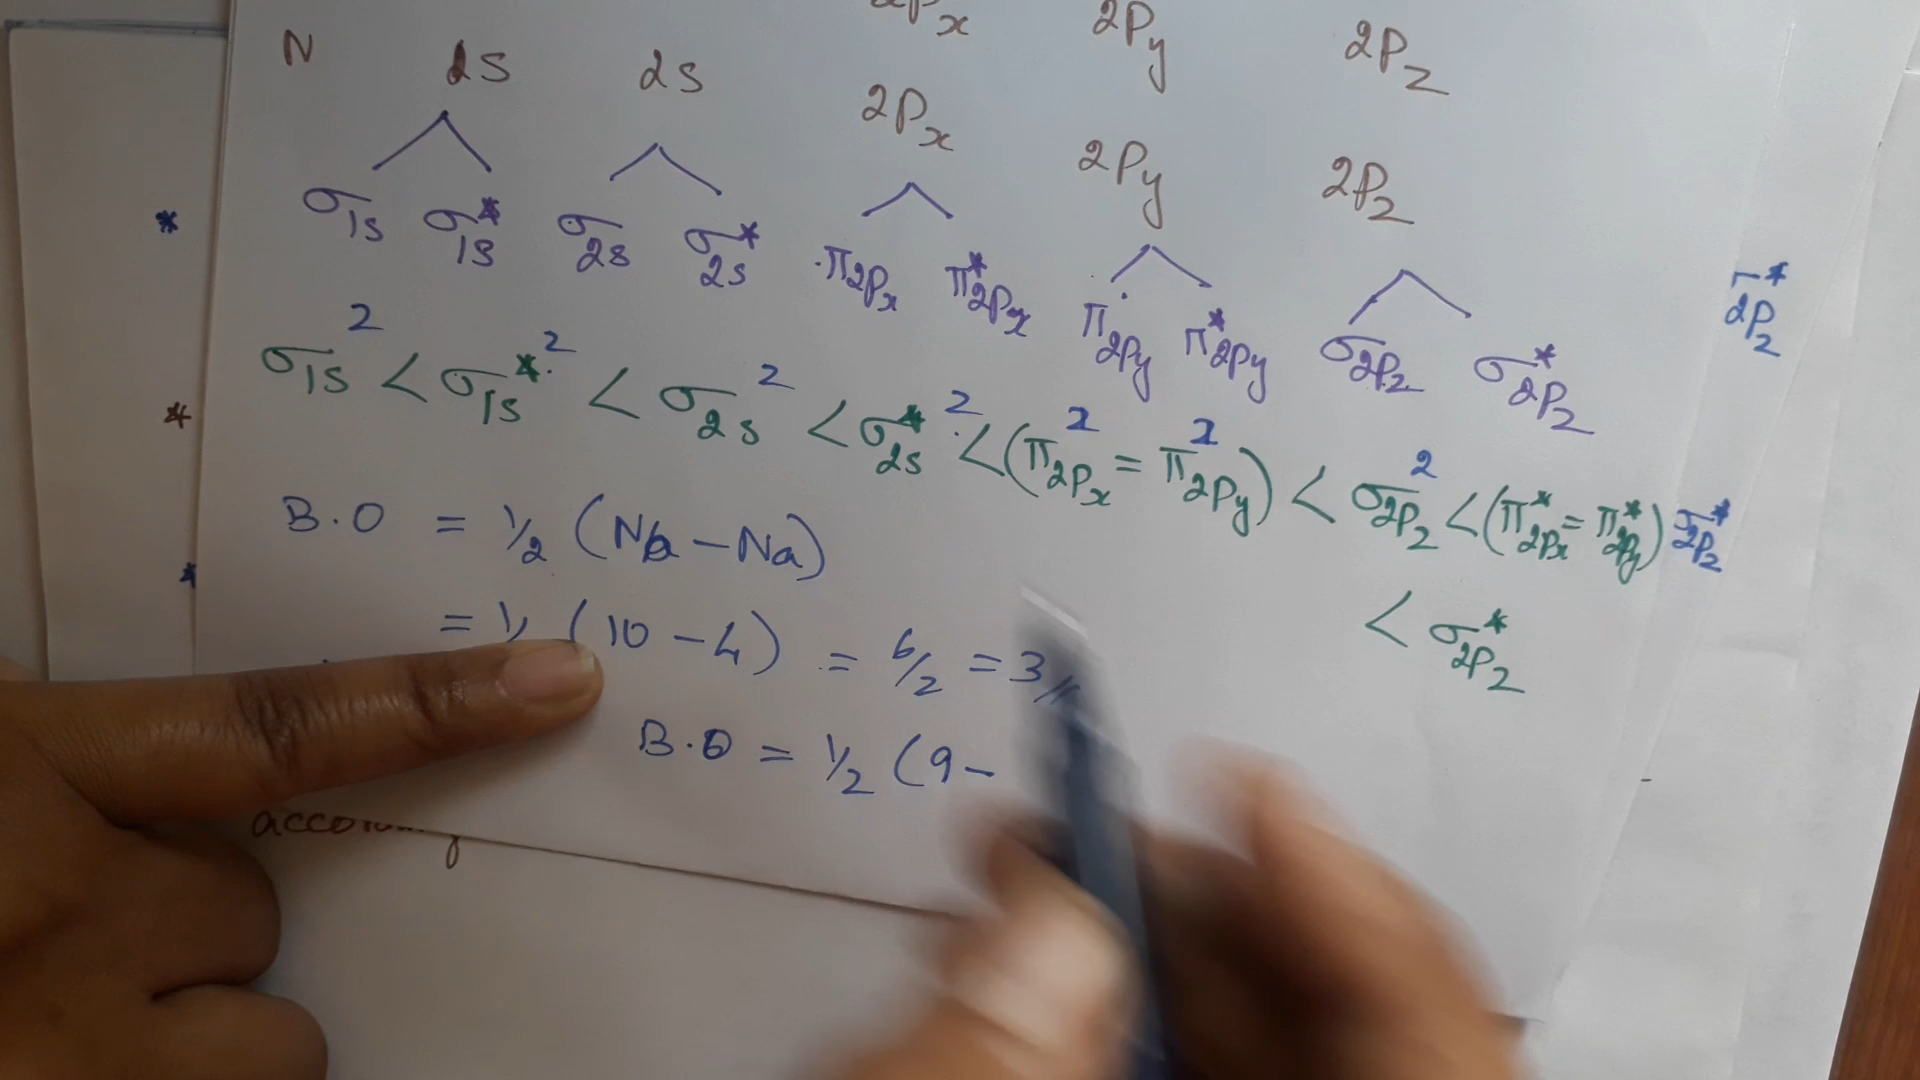 2Px 2Py 2Pz
N 2s 2s 2Px 2Py 2Pz
σ1s σ*1s σ2s σ*2s π2Px π*2Px π2Py π*2Py σ2Pz σ*2Pz
σ*2Pz
σ1s² < σ*1s² < σ2s² < σ*2s² < (π2Px² = π2Py²) < σ2Pz² < (π*2Px = π*2Py) σ*2Pz
< σ*2Pz
B.O = 1/2 (Nb - Na)
= 1/ (10 - 4) = 6/2 = 3//
B.O = 1/2 (9 -